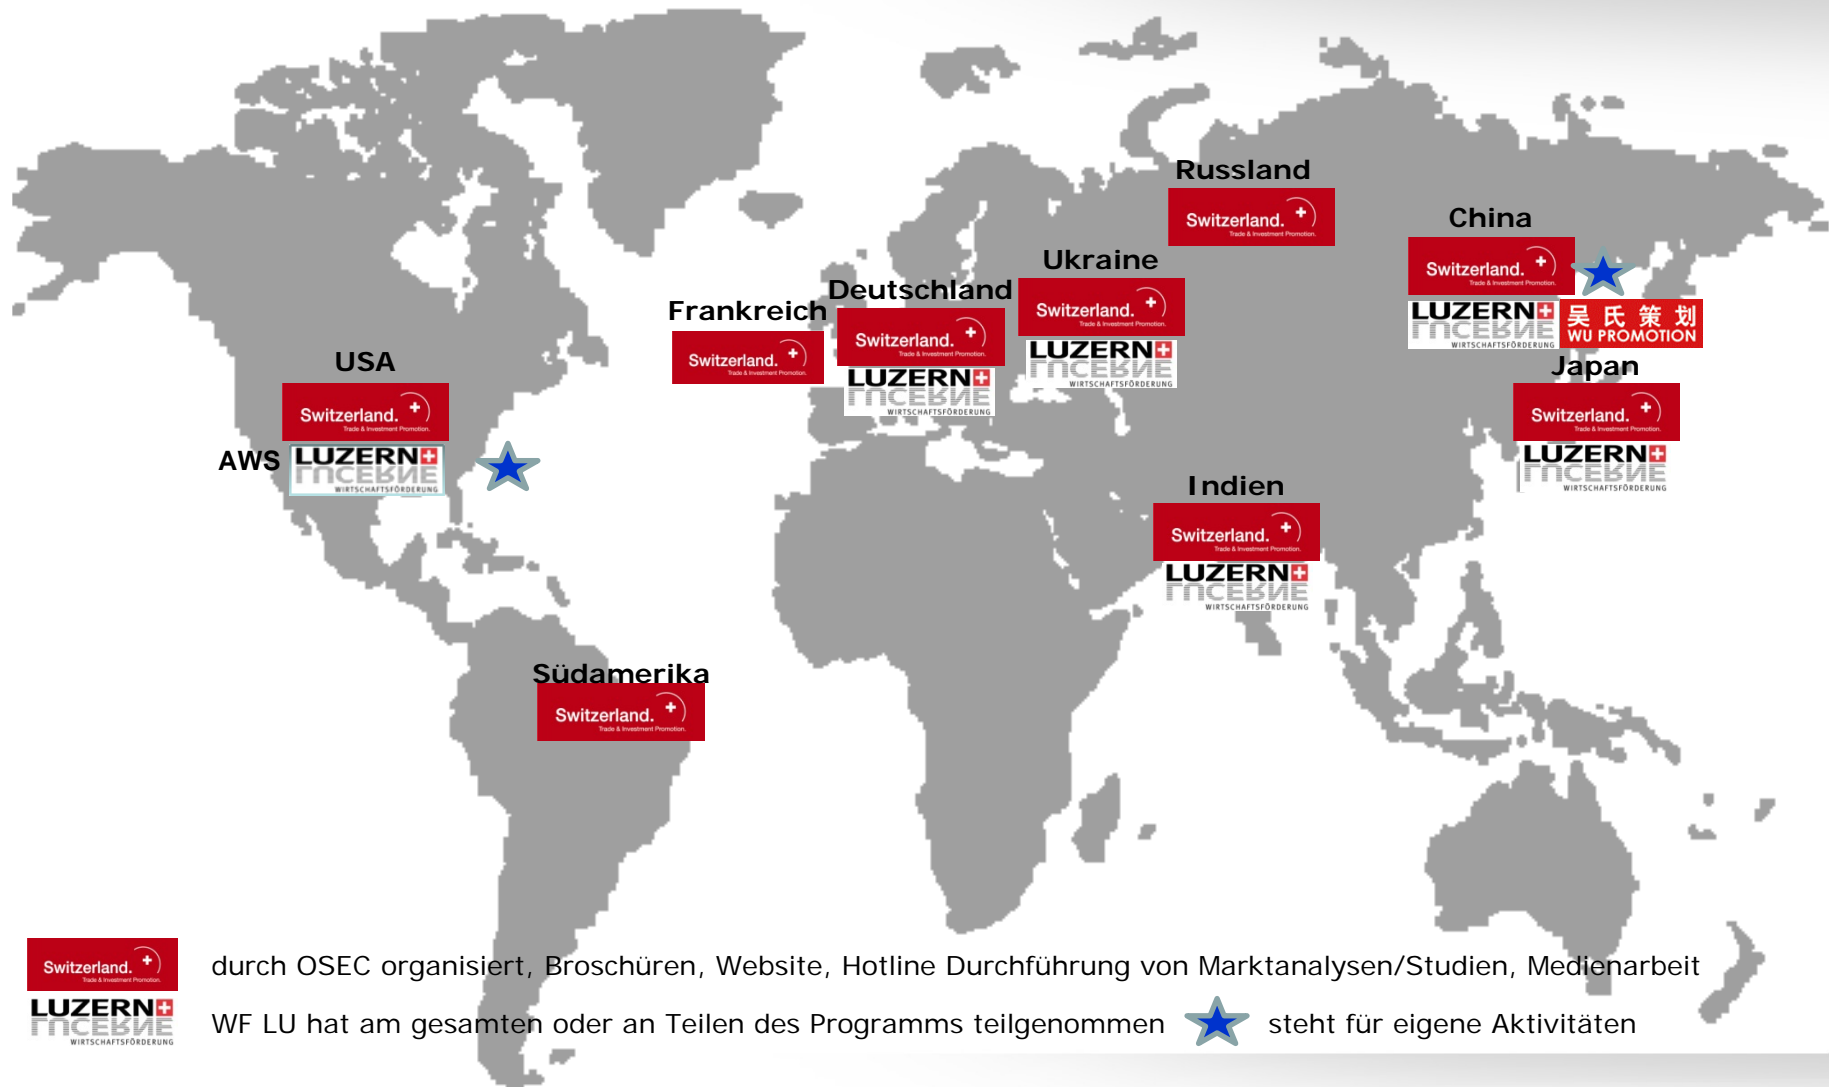 Russland
Switzerland.
Trade & Investment Promotion.
China
Switzerland.
Trade & Investment Promotion.
LUZERN
LUCERNE
WIRTSCHAFTSFÖRDERUNG
吴氏策划
WU PROMOTION
Ukraine
Switzerland.
Trade & Investment Promotion.
LUZERN
LUCERNE
WIRTSCHAFTSFÖRDERUNG
Deutschland
Switzerland.
Trade & Investment Promotion.
LUZERN
LUCERNE
WIRTSCHAFTSFÖRDERUNG
Frankreich
Switzerland.
Trade & Investment Promotion.
USA
Switzerland.
Trade & Investment Promotion.
AWS
LUZERN
LUCERNE
WIRTSCHAFTSFÖRDERUNG
Japan
Switzerland.
Trade & Investment Promotion.
LUZERN
LUCERNE
WIRTSCHAFTSFÖRDERUNG
Indien
Switzerland.
Trade & Investment Promotion.
LUZERN
LUCERNE
WIRTSCHAFTSFÖRDERUNG
Südamerika
Switzerland.
Trade & Investment Promotion.
Switzerland.
Trade & Investment Promotion.
durch OSEC organisiert, Broschüren, Website, Hotline Durchführung von Marktanalysen/Studien, Medienarbeit
LUZERN
LUCERNE
WIRTSCHAFTSFÖRDERUNG
WF LU hat am gesamten oder an Teilen des Programms teilgenommen
steht für eigene Aktivitäten